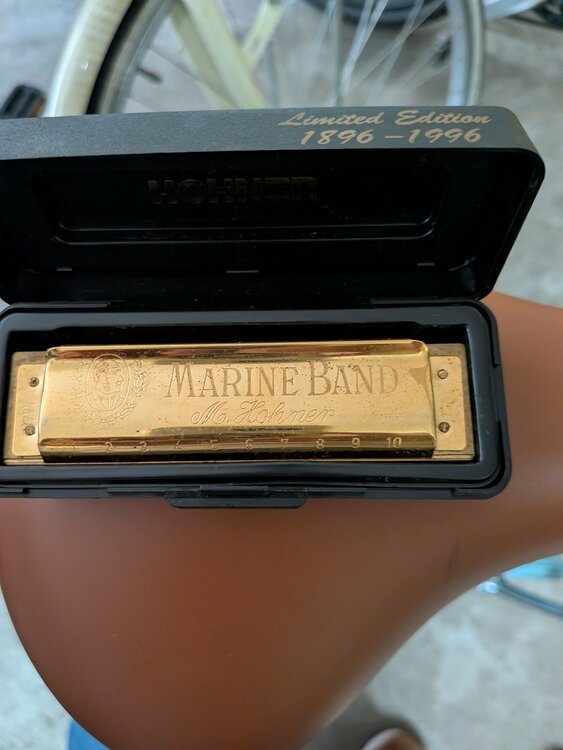 Limited Edition
1896 – 1996
HOHNER
MARINE BAND
M. Hohner
1 2 3 4 5 6 7 8 9 10